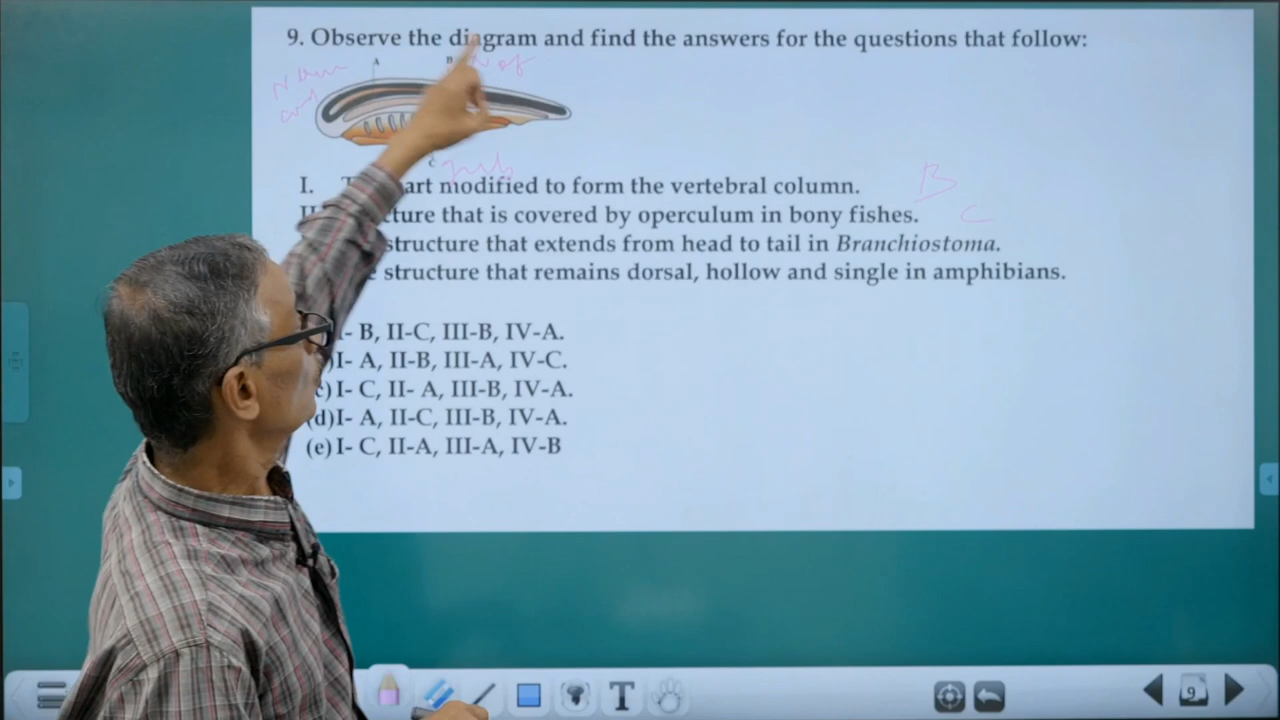 9. Observe the diagram and find the answers for the questions that follow:
A B
of
C
I. art modified to form the vertebral column. B
cture that is covered by operculum in bony fishes. C
structure that extends from head to tail in Branchiostoma.
structure that remains dorsal, hollow and single in amphibians.
I- B, II-C, III-B, IV-A.
)I- A, II-B, III-A, IV-C.
c) I- C, II- A, III-B, IV-A.
(d) I- A, II-C, III-B, IV-A.
(e) I- C, II-A, III-A, IV-B
T 9